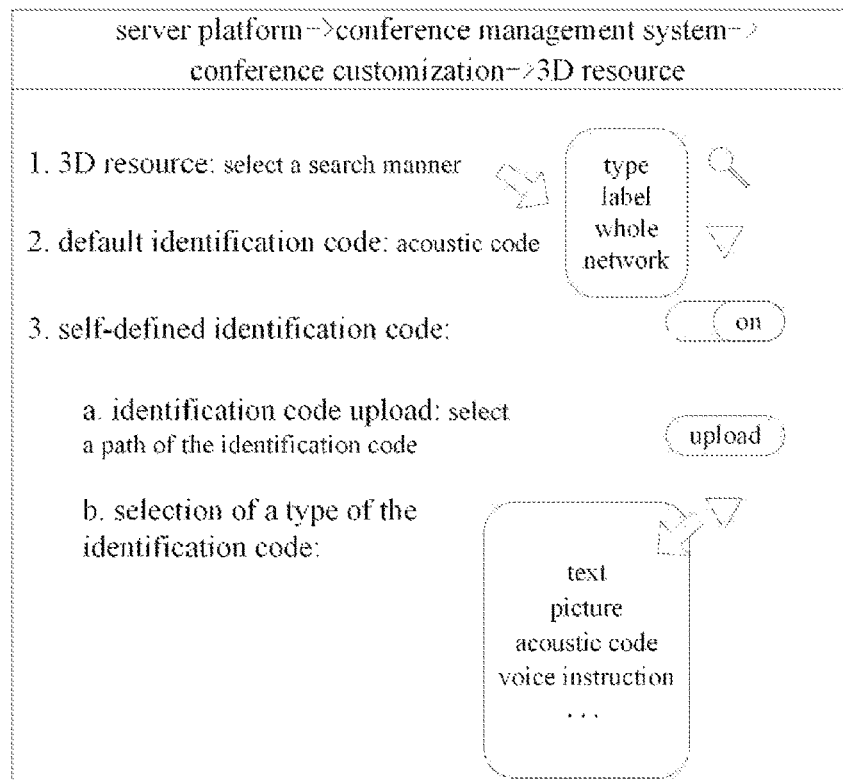 server platform->conference management system->
conference customization->3D resource
1. 3D resource: select a search manner
type
label
whole
network
2. default identification code: acoustic code
3. self-defined identification code:
on
a. identification code upload: select
a path of the identification code
upload
b. selection of a type of the
identification code:
text
picture
acoustic code
voice instruction
...